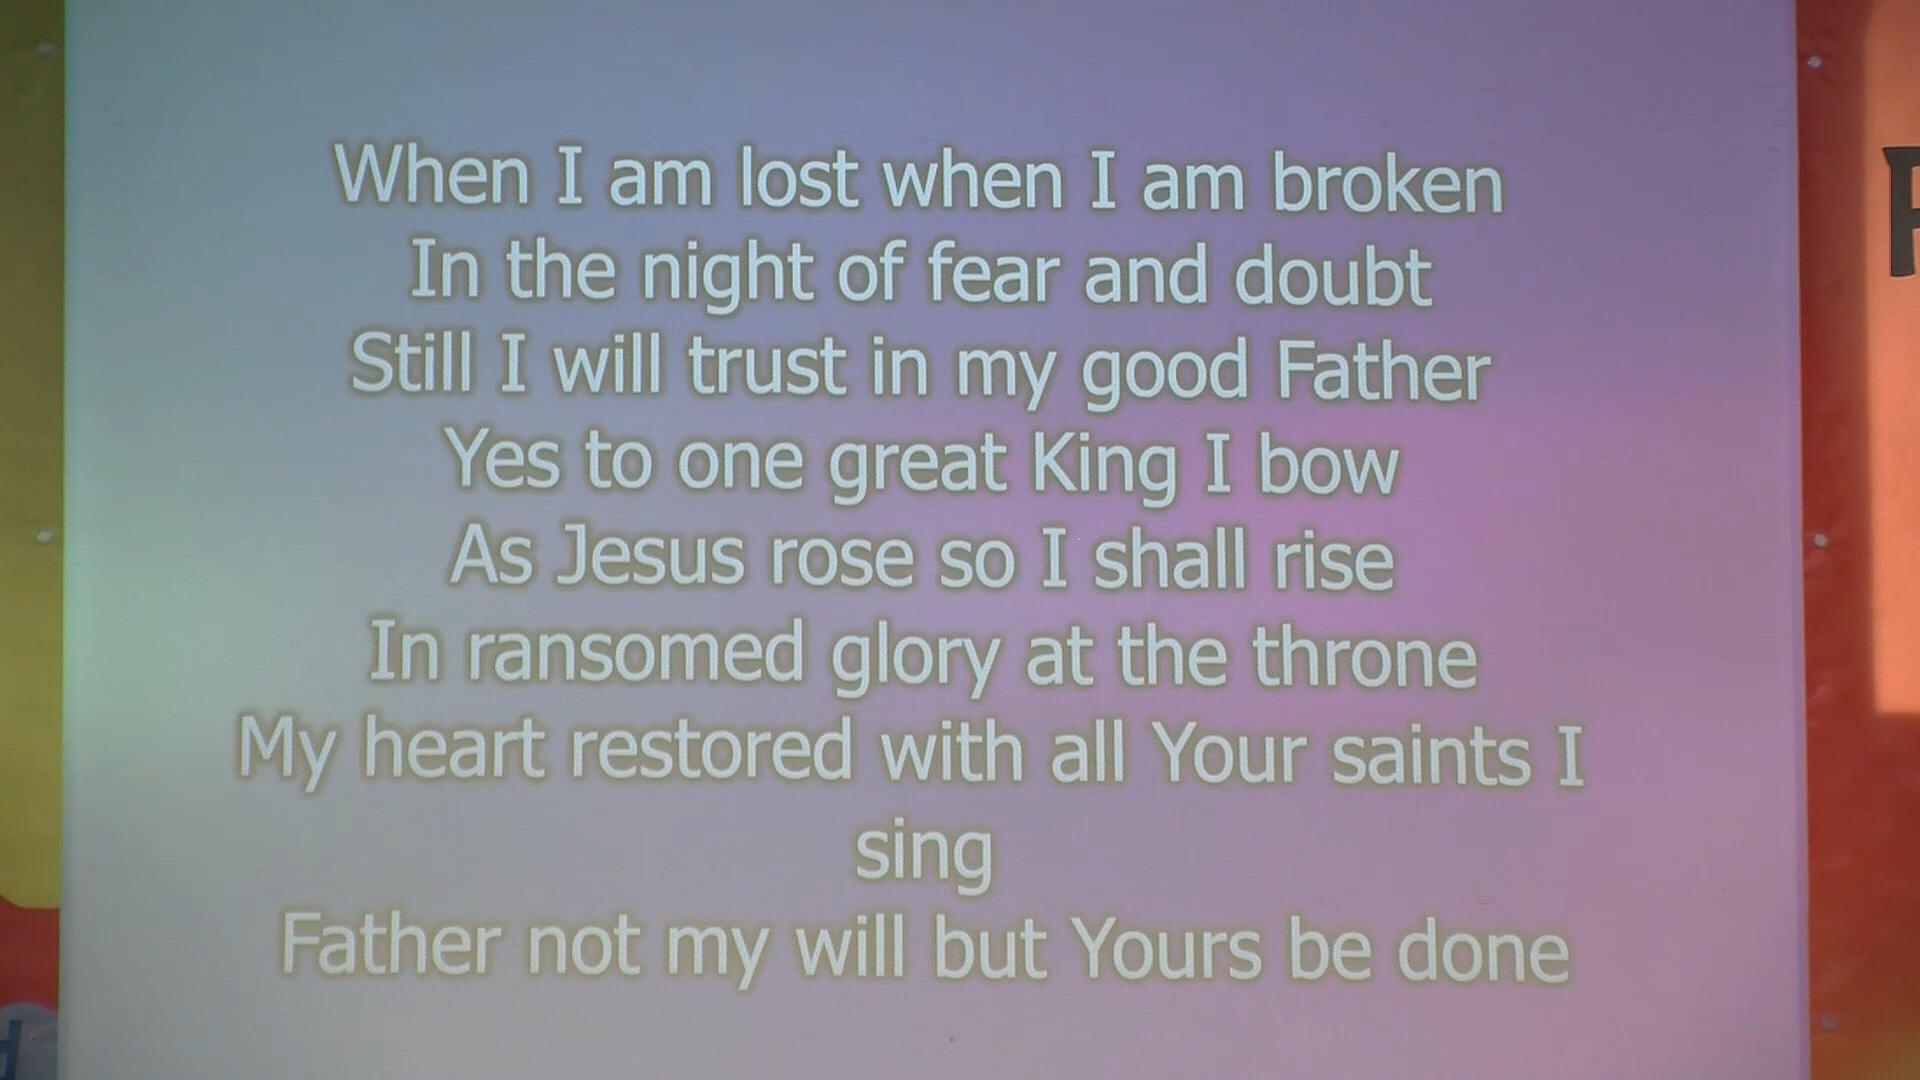 When I am lost when I am broken
In the night of fear and doubt
Still I will trust in my good Father
Yes to one great King I bow
As Jesus rose so I shall rise
In ransomed glory at the throne
My heart restored with all Your saints I
sing
Father not my will but Yours be done